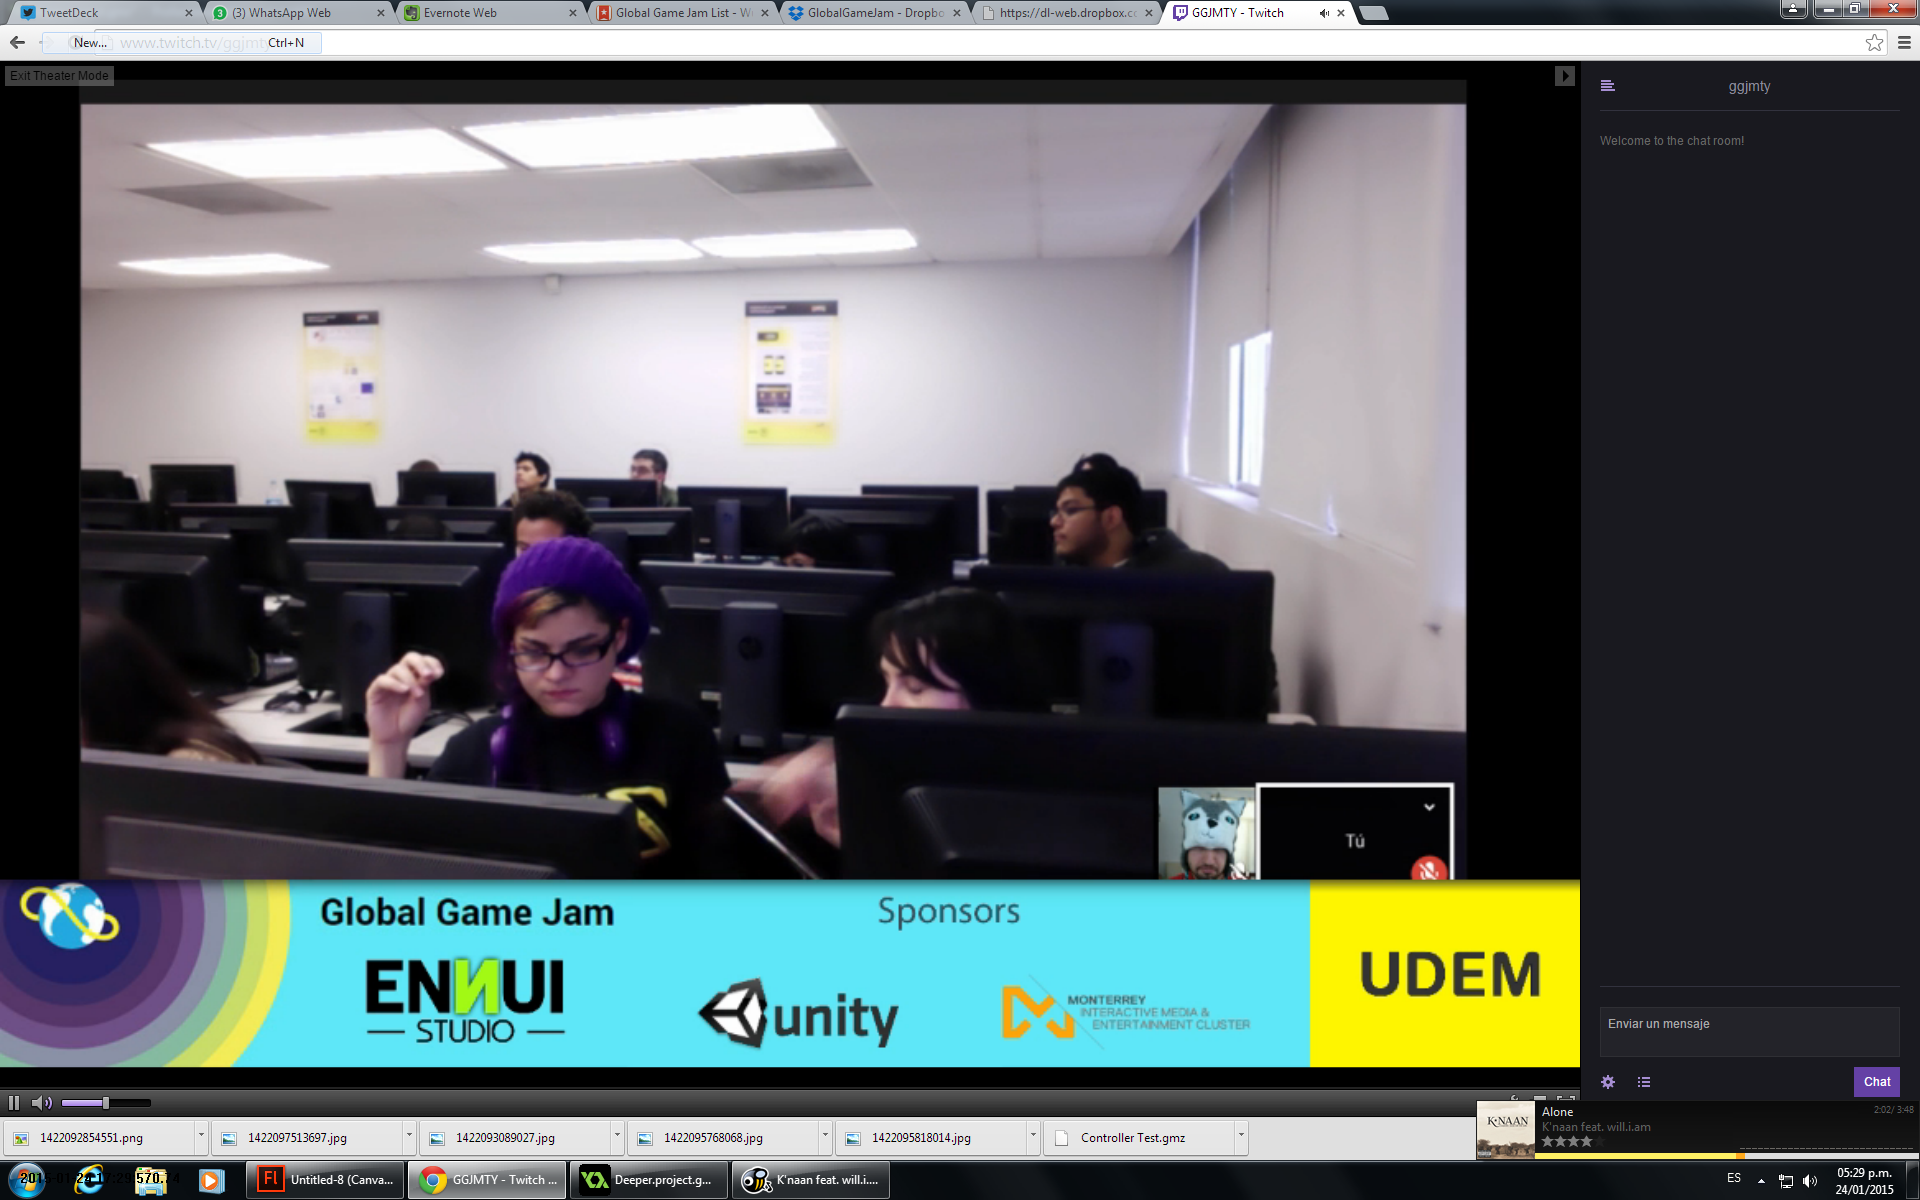 TweetDeck
(3) WhatsApp Web
Evernote Web
Global Game Jam List - W
GlobalGameJam - Dropbo
https://dl-web.dropbox.c
GGJMTY - Twitch
www.twitch.tv/ggjmt
New...
Ctrl+N
Exit Theater Mode
ggjmty
Welcome to the chat room!
Tú
Global Game Jam
Sponsors
ENNUI
STUDIO
unity
MONTERREY
INTERACTIVE MEDIA &
ENTERTAINMENT CLUSTER
UDEM
Enviar un mensaje
Chat
1422092854551.png
1422097513697.jpg
1422093089027.jpg
1422095768068.jpg
1422095818014.jpg
Controller Test.gmz
K'NAAN
Alone
2:02/ 3:48
K'naan feat. will.i.am
Fl
Untitled-8 (Canva...
GGJMTY - Twitch ...
Deeper.project.g...
K'naan feat. will.i....
ES
05:29 p.m.
24/01/2015